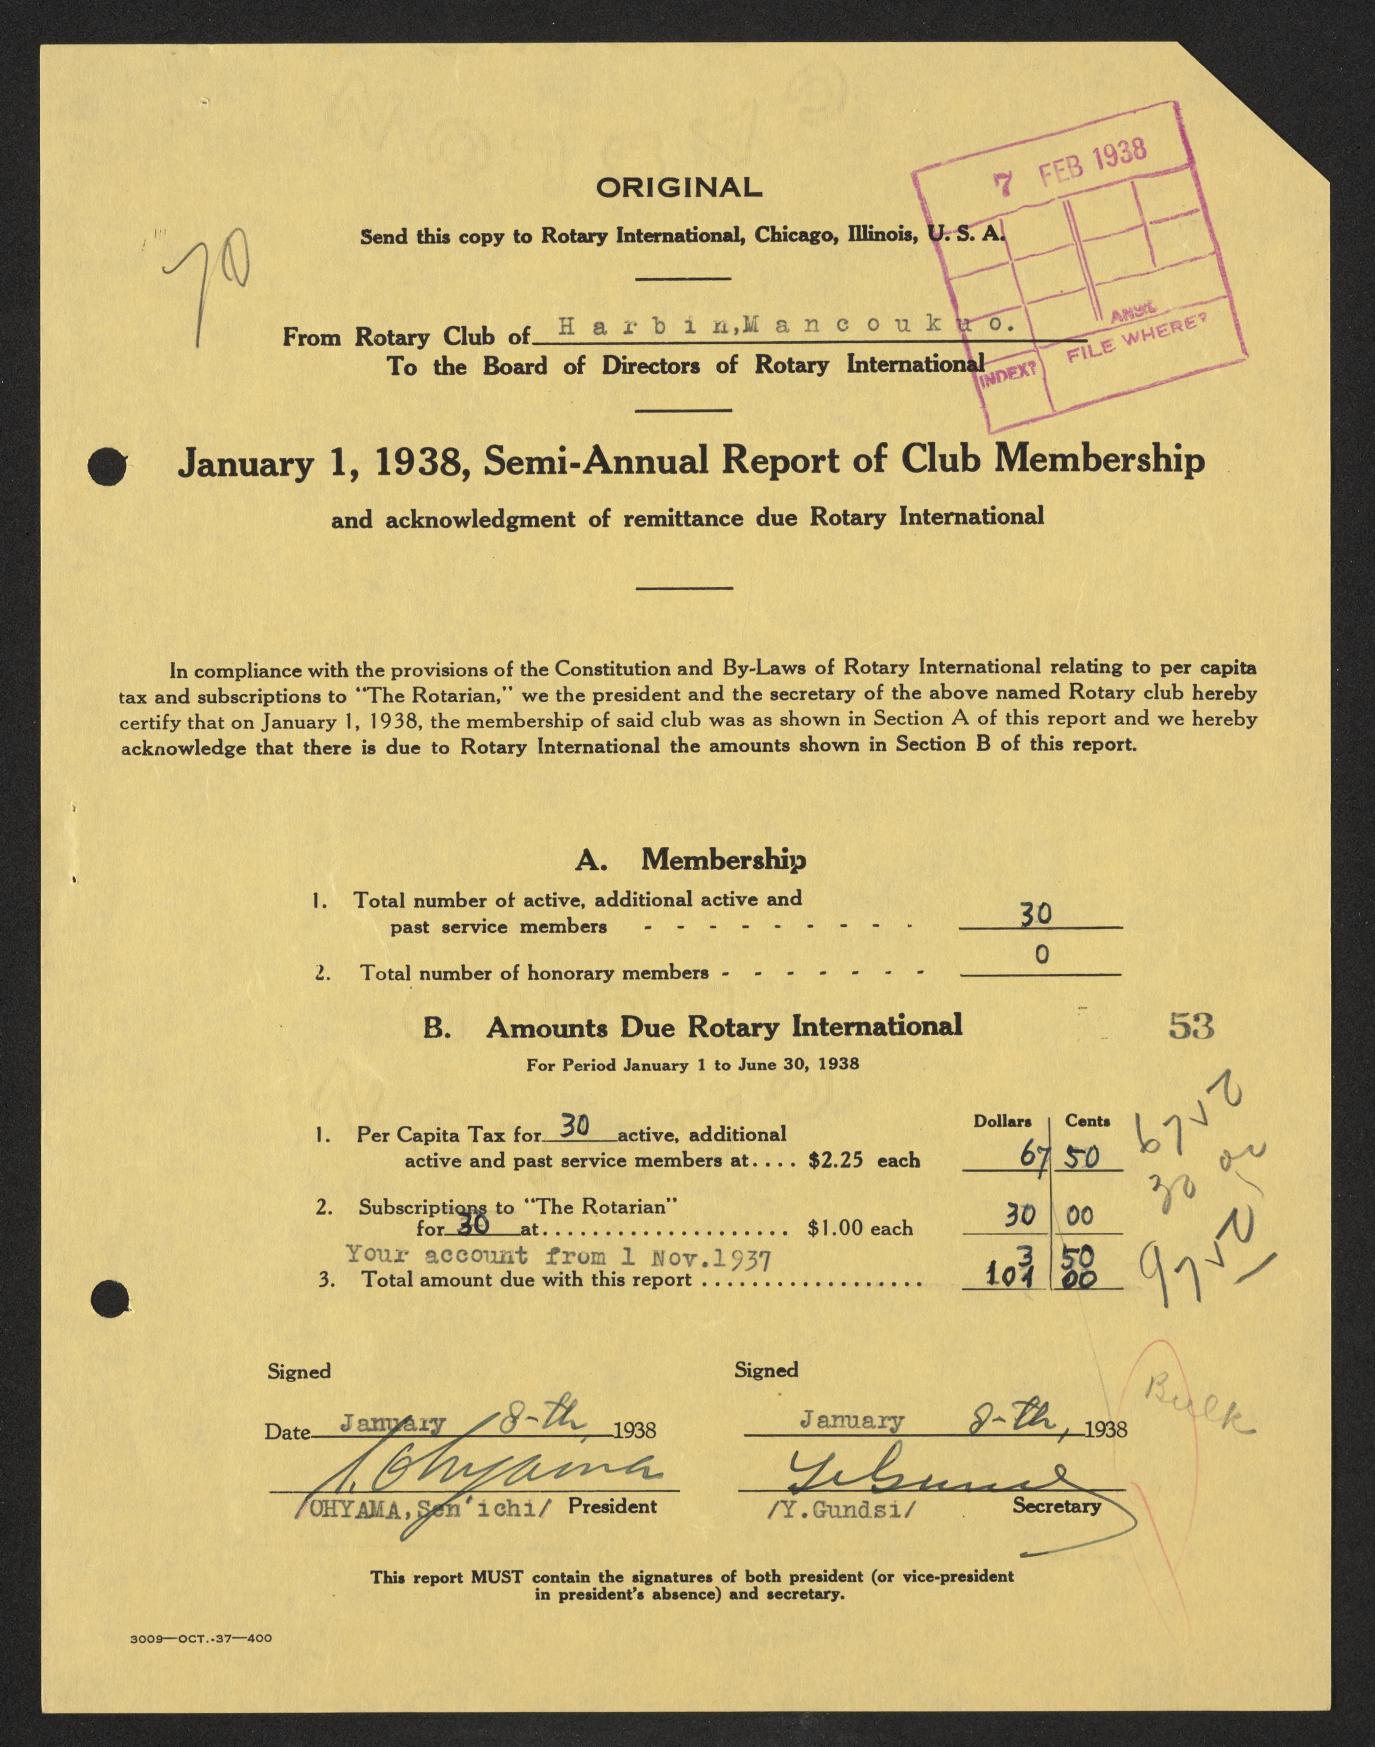 ORIGINAL
7 FEB 1938
Send this copy to Rotary International, Chicago, Illinois, U. S. A.
70
From Rotary Club of Harbin,Mancoukuo.
ANS'L
FILE WHERE?
INDEX?
To the Board of Directors of Rotary International
January 1, 1938, Semi-Annual Report of Club Membership
and acknowledgment of remittance due Rotary International
In compliance with the provisions of the Constitution and By-Laws of Rotary International relating to per capita
tax and subscriptions to "The Rotarian," we the president and the secretary of the above named Rotary club hereby
certify that on January 1, 1938, the membership of said club was as shown in Section A of this report and we hereby
acknowledge that there is due to Rotary International the amounts shown in Section B of this report.
A. Membership
1. Total number of active, additional active and
past service members - - - - - - - - - 30
2. Total number of honorary members - - - - - - - 0
B. Amounts Due Rotary International
53
For Period January 1 to June 30, 1938
Dollars Cents
1. Per Capita Tax for 30 active, additional
active and past service members at.... $2.25 each 67 50
67 50
30 00
97 50
2. Subscriptions to "The Rotarian"
for 30 at.................... $1.00 each 30 00
Your account from 1 Nov.1937 3 50
3. Total amount due with this report ................... 101 00
Signed Signed
Bulk
Date January 8-th, 1938 January 8-th, 1938
S. Ohyama Y. Gundsi
/OHYAMA,Sen'ichi/ President /Y.Gundsi/ Secretary
This report MUST contain the signatures of both president (or vice-president
in president's absence) and secretary.
3009—OCT.-37—400